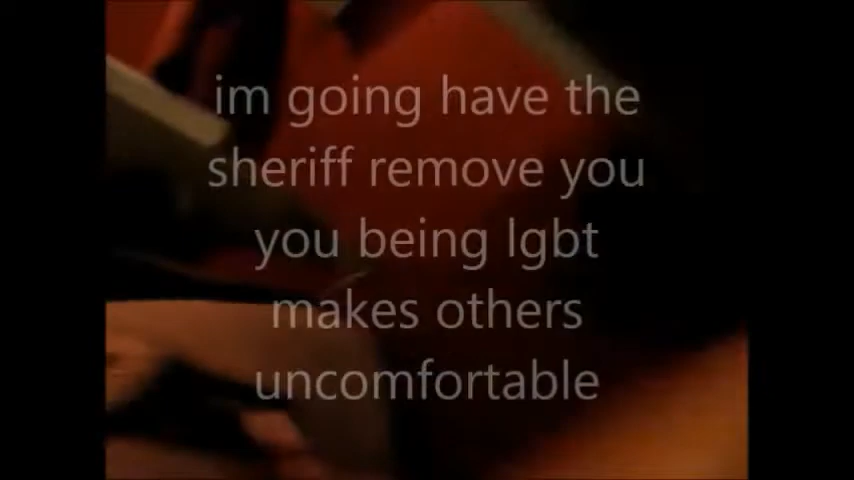 im going have the
sheriff remove you
you being lgbt
makes others
uncomfortable